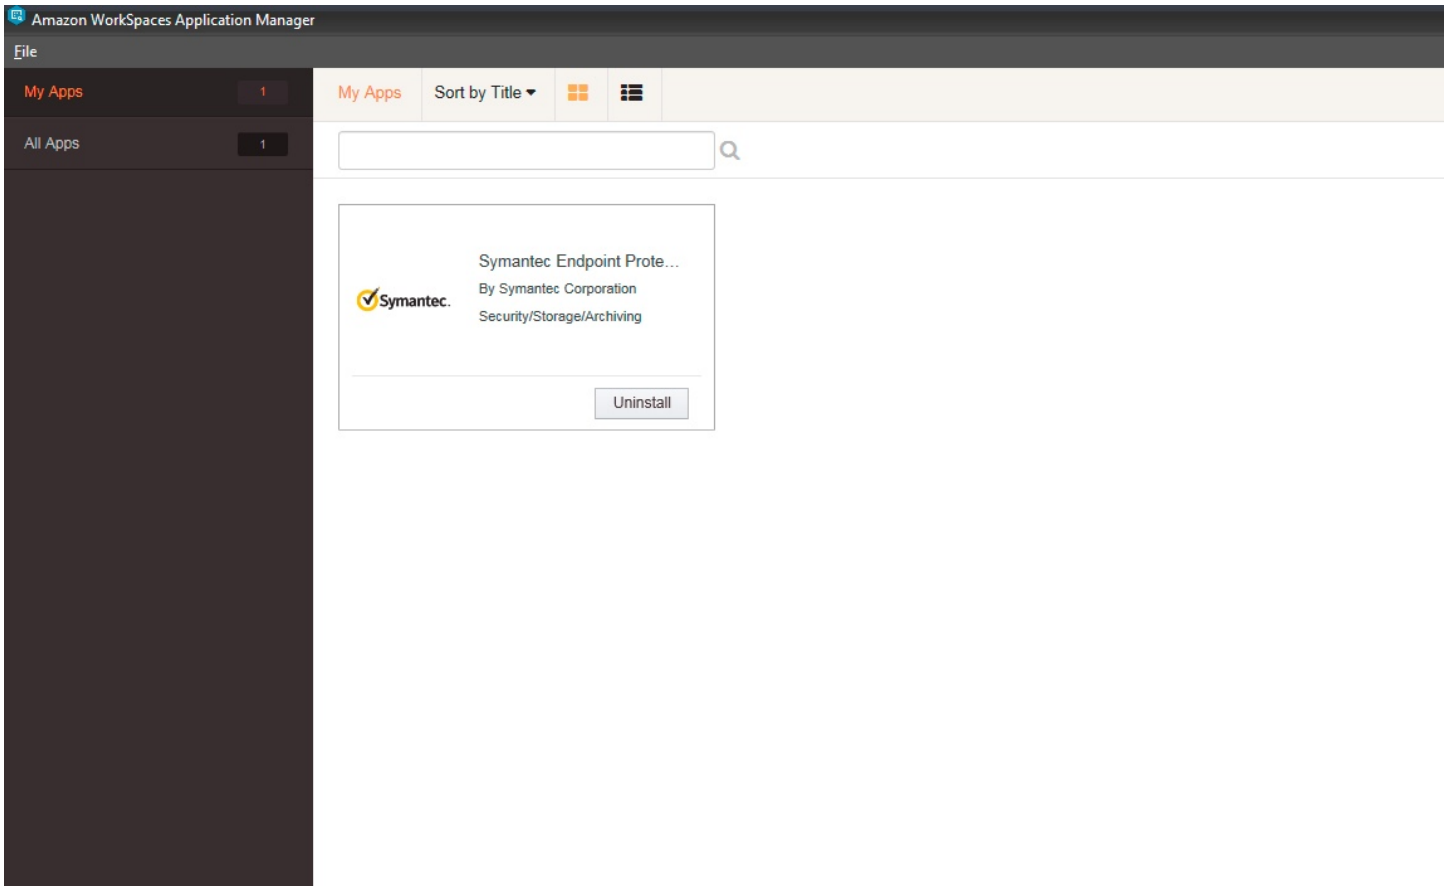 Amazon WorkSpaces Application Manager
File
My Apps 1
All Apps 1
My Apps Sort by Title
Symantec.
Symantec Endpoint Prote...
By Symantec Corporation
Security/Storage/Archiving
Uninstall